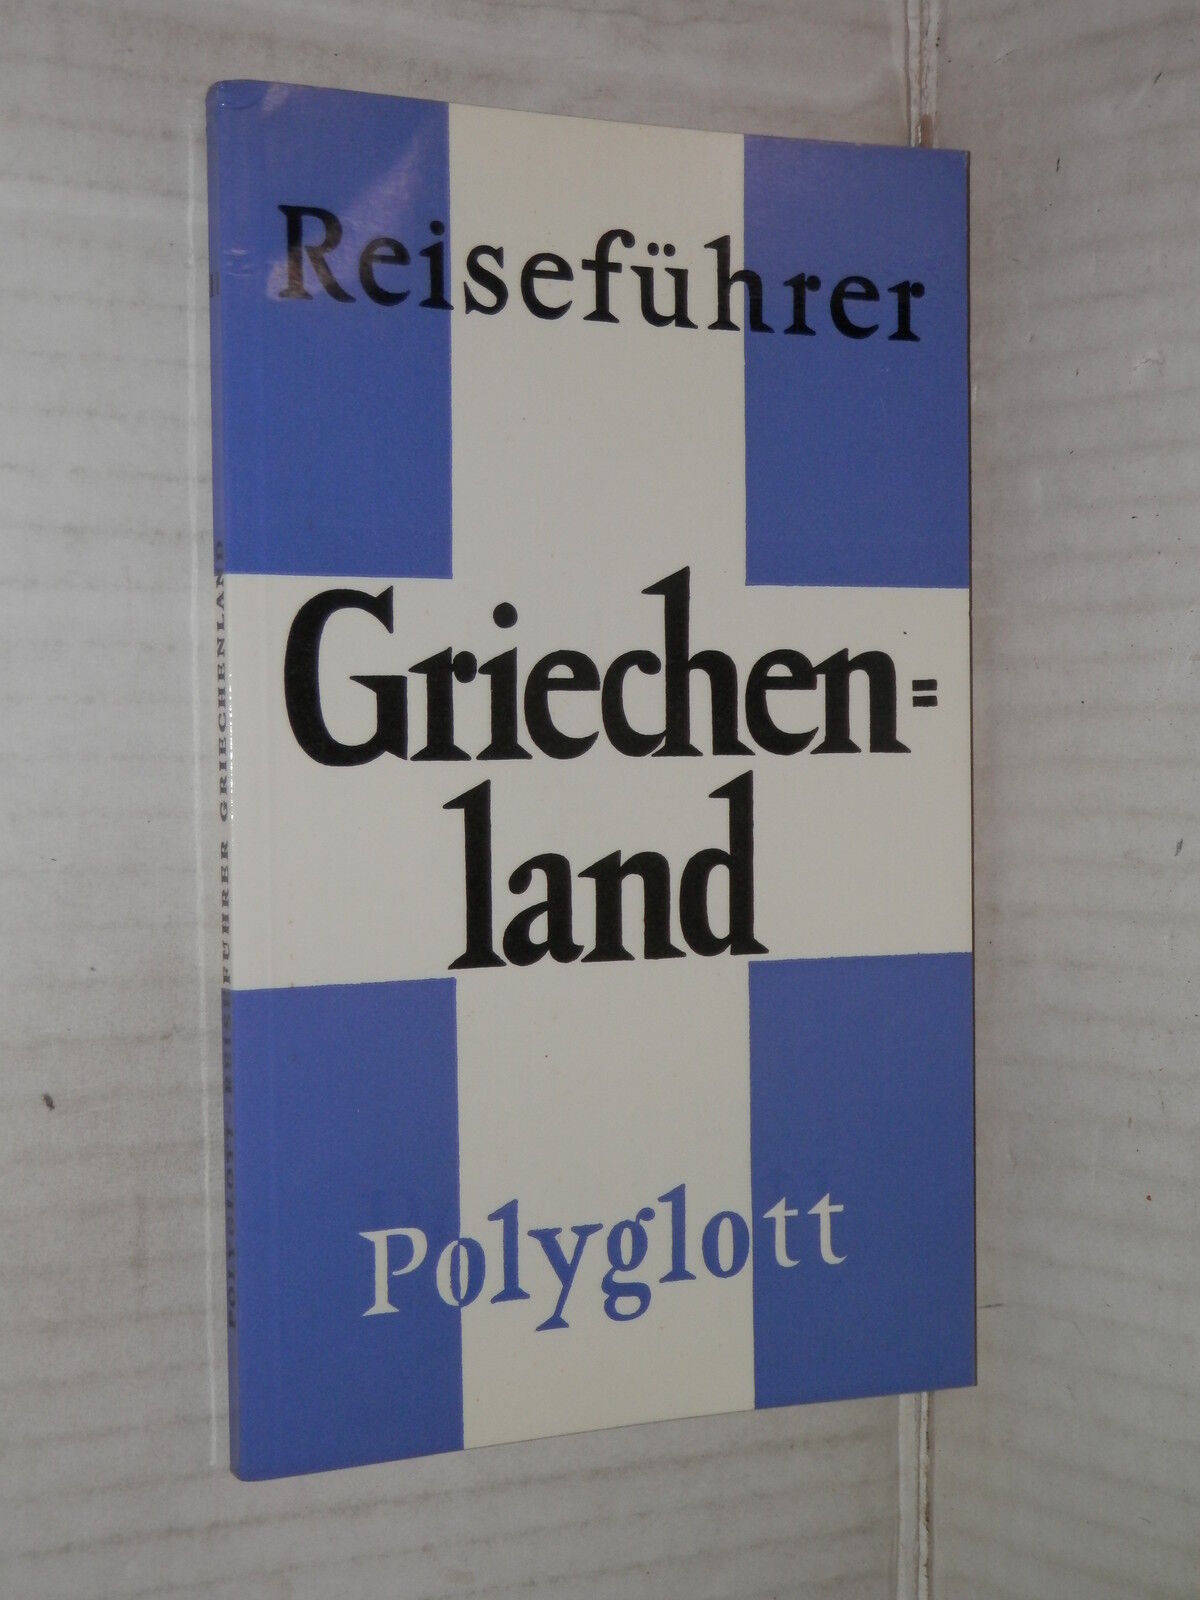 Reiseführer
Griechen=
land
Polyglott
POLYGLOTT-REISEFÜHRER GRIECHENLAND